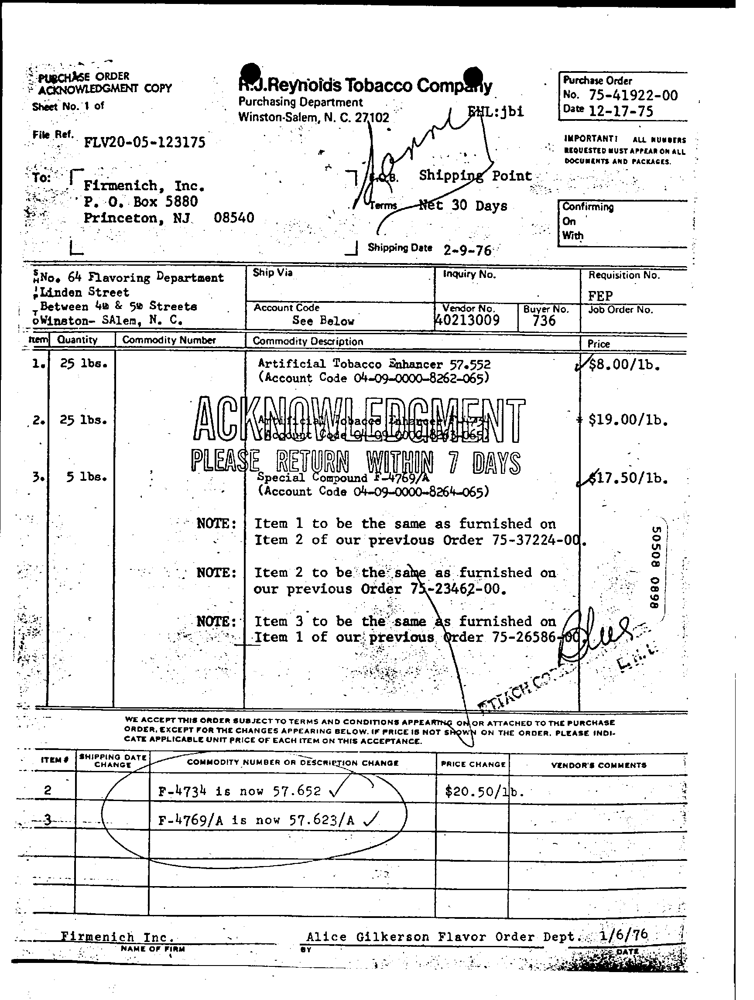 PURCHASE ORDER
ACKNOWLEDGMENT COPY
Sheet No. 1 of
R.J.Reynolds Tobacco Company
Purchasing Department
Winston-Salem, N. C. 27102
EHL:jbi
Purchase Order
No. 75-41922-00
Date 12-17-75
File Ref. FLV20-05-123175
IMPORTANT! ALL NUMBERS
REQUESTED MUST APPEAR ON ALL
DOCUMENTS AND PACKAGES.
To:
Firmenich, Inc.
P. O. Box 5880
Princeton, NJ 08540
F.O.B. Shipping Point
Terms Net 30 Days
Shipping Date 2-9-76
Confirming
On
With
No. 64 Flavoring Department
Linden Street
Between 4th & 5th Streets
Winston- SAlem, N. C.
Ship Via
Inquiry No.
Requisition No.
FEP
Account Code
See Below
Vendor No.
40213009
Buyer No.
736
Job Order No.
Item Quantity Commodity Number Commodity Description Price
1. 25 lbs. Artificial Tobacco Enhancer 57.552 $8.00/lb.
(Account Code 04-09-0000-8262-065)
ACKNOWLEDGMENT
2. 25 lbs. Artificial Tobacco Enhancer $19.00/lb.
(Account Code 04-09-0000-8263-065)
PLEASE RETURN WITHIN 7 DAYS
3. 5 lbs. Special Compound F-4769/A $17.50/lb.
(Account Code 04-09-0000-8264-065)
NOTE: Item 1 to be the same as furnished on
Item 2 of our previous Order 75-37224-00.
NOTE: Item 2 to be the same as furnished on
our previous Order 75-23462-00.
NOTE: Item 3 to be the same as furnished on
Item 1 of our previous Order 75-26586-00.
50508 0898
ATTACH
WE ACCEPT THIS ORDER SUBJECT TO TERMS AND CONDITIONS APPEARING ON OR ATTACHED TO THE PURCHASE
ORDER, EXCEPT FOR THE CHANGES APPEARING BELOW. IF PRICE IS NOT SHOWN ON THE ORDER, PLEASE INDI-
CATE APPLICABLE UNIT PRICE OF EACH ITEM ON THIS ACCEPTANCE.
ITEM # SHIPPING DATE CHANGE COMMODITY NUMBER OR DESCRIPTION CHANGE PRICE CHANGE VENDOR'S COMMENTS
2 F-4734 is now 57.652 ✓ $20.50/lb.
3 F-4769/A is now 57.623/A ✓
Firmenich Inc. Alice Gilkerson Flavor Order Dept. 1/6/76
NAME OF FIRM BY DATE